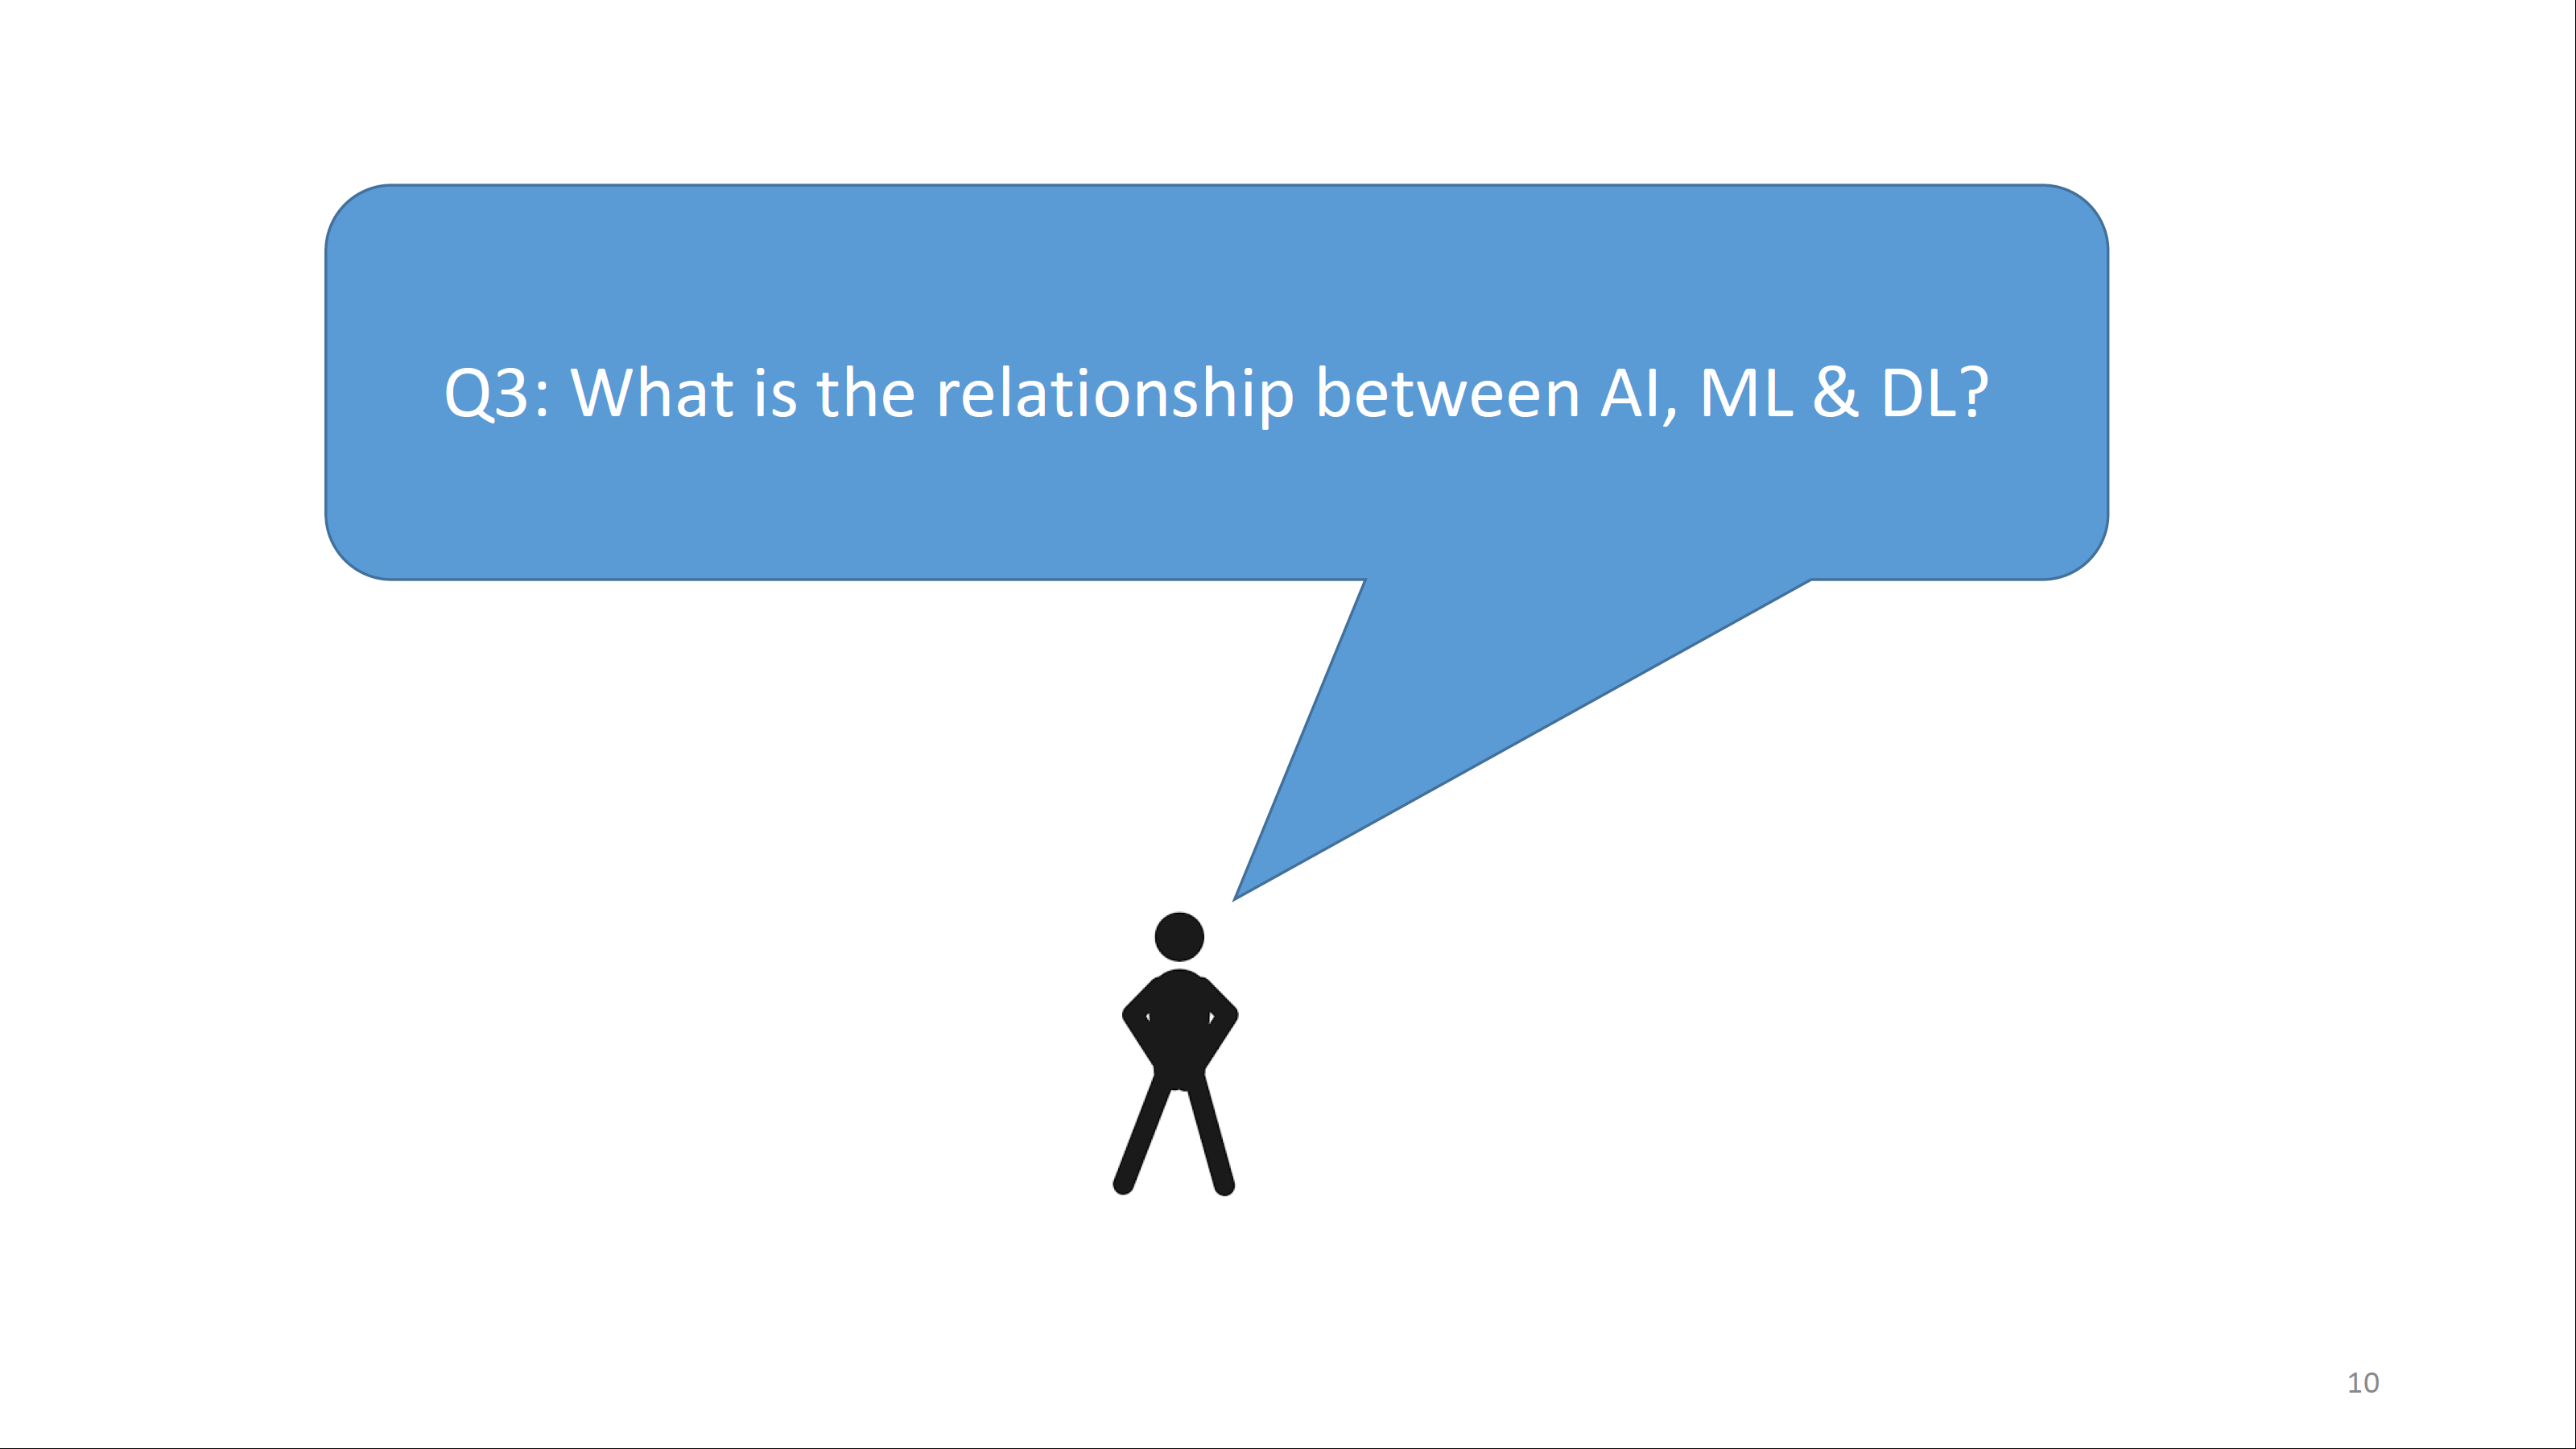 Q3: What is the relationship between AI, ML & DL?
10